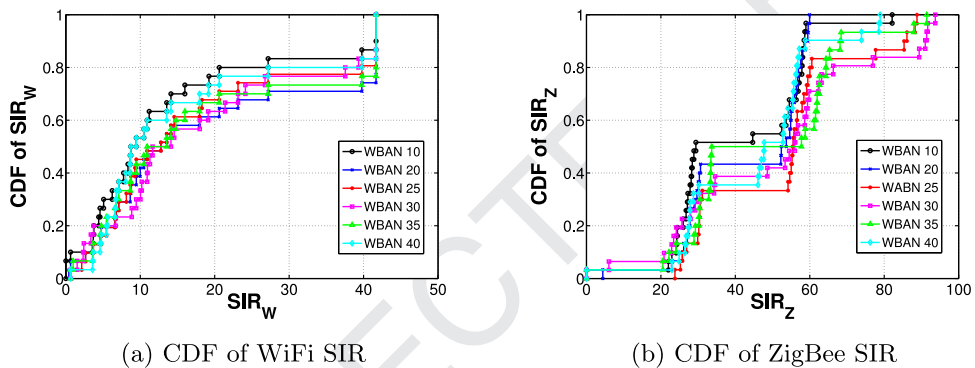 CDF of SIR_W
1
0.8
0.6
0.4
0.2
0
0 10 20 30 40 50
SIR_W
WBAN 10
WBAN 20
WBAN 25
WBAN 30
WBAN 35
WBAN 40
(a) CDF of WiFi SIR
CDF of SIR_Z
1
0.8
0.6
0.4
0.2
0
0 20 40 60 80 100
SIR_Z
WBAN 10
WBAN 20
WABN 25
WBAN 30
WBAN 35
WBAN 40
(b) CDF of ZigBee SIR